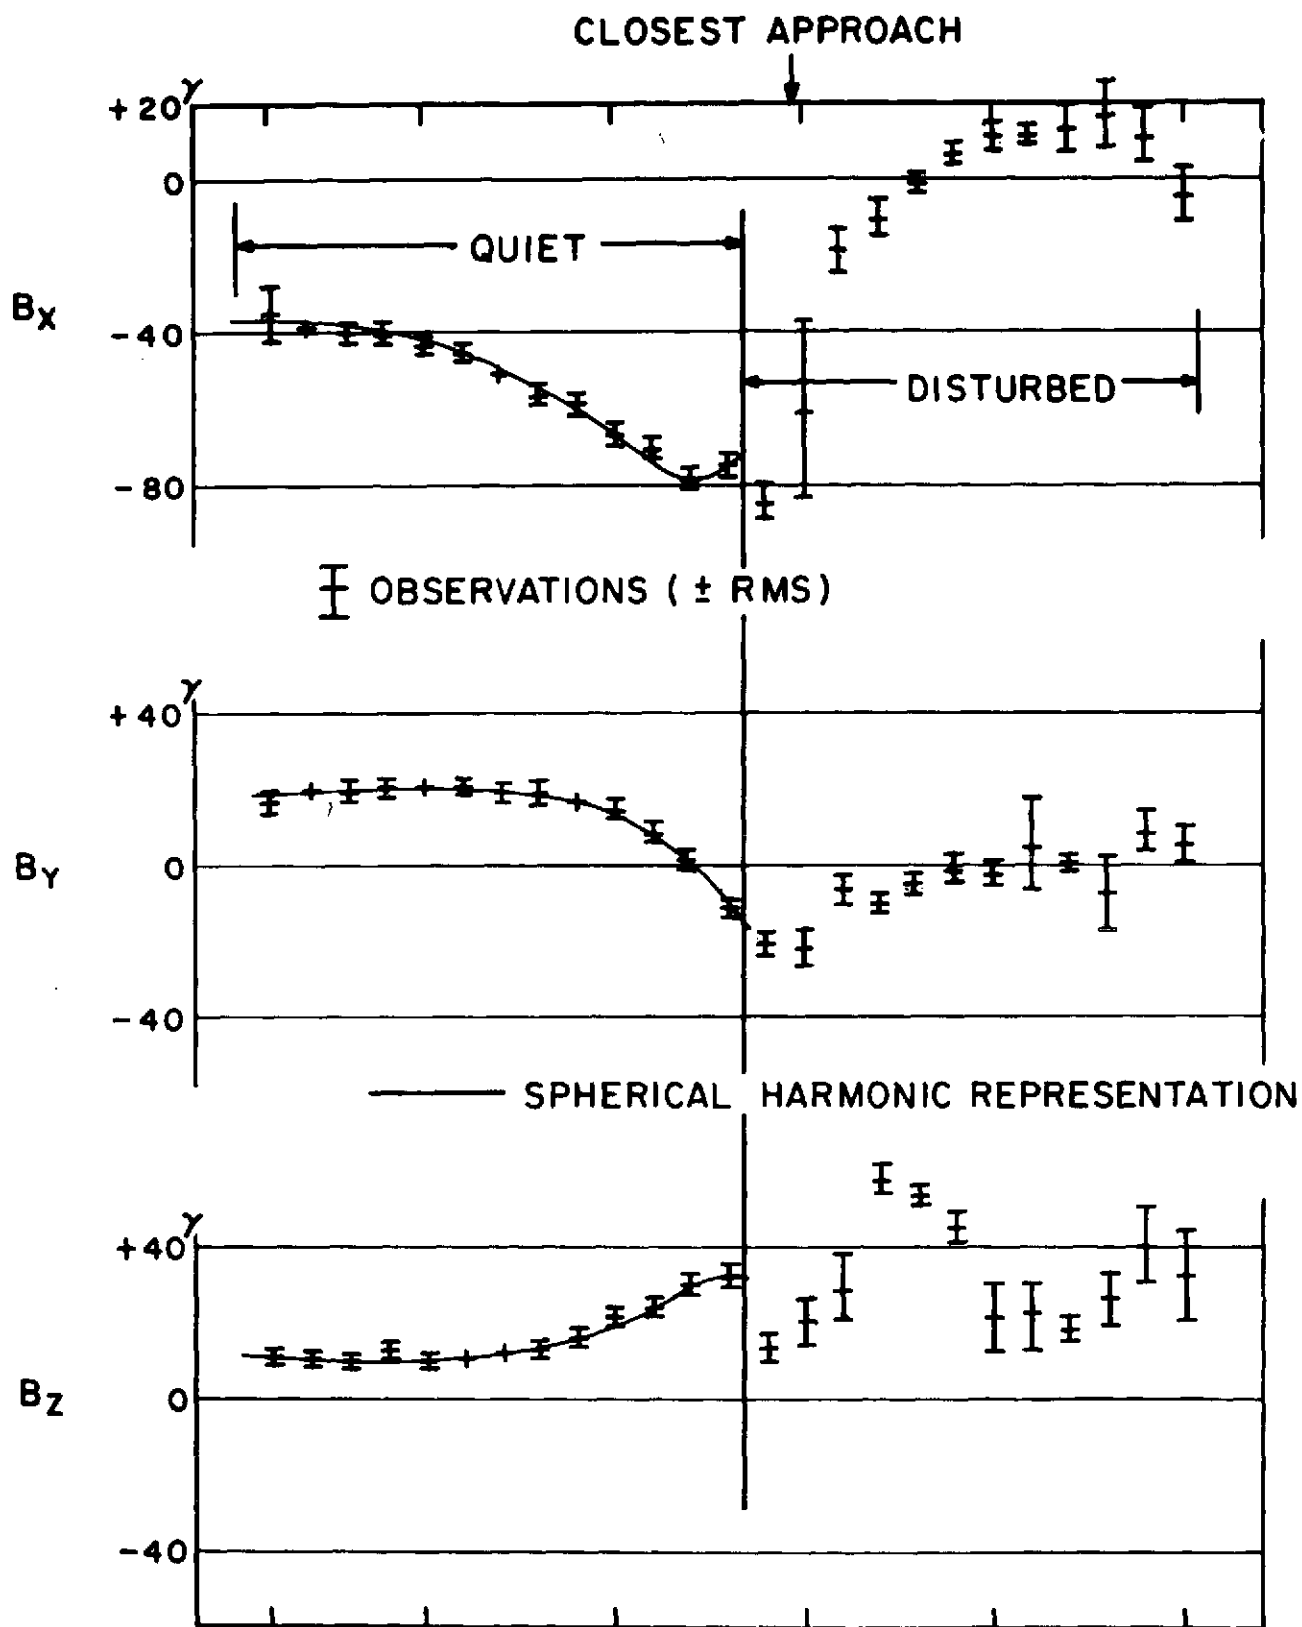 CLOSEST APPROACH
+20γ
0
QUIET
Bx
-40
DISTURBED
-80
OBSERVATIONS (± RMS)
+40γ
0
BY
-40
SPHERICAL HARMONIC REPRESENTATION
+40γ
0
BZ
-40